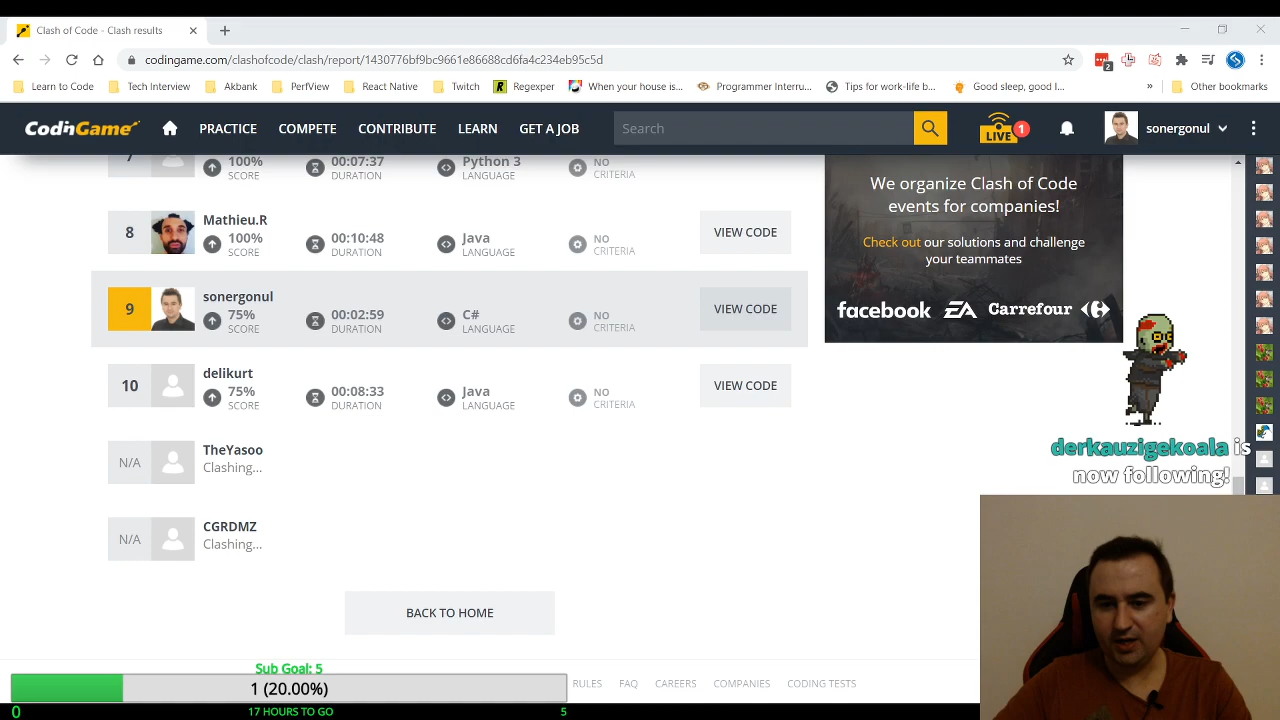 Clash of Code - Clash results
codingame.com/clashofcode/clash/report/1430776bf0bc9661e86688cd6fa4c234eb95c5d
2
Learn to Code Tech Interview Akbank PerfView React Native Twitch Regexper When your house is... Programmer Interru... Tips for work-life b... Good sleep, good l... » Other bookmarks
CODINGAME PRACTICE COMPETE CONTRIBUTE LEARN GET A JOB Search LIVE 1 sonergonul
7 100% 00:07:37 Python 3 NO
SCORE DURATION LANGUAGE CRITERIA
Mathieu.R
8 100% 00:10:48 Java NO VIEW CODE
SCORE DURATION LANGUAGE CRITERIA
sonergonul
9 75% 00:02:59 C# NO VIEW CODE
SCORE DURATION LANGUAGE CRITERIA
delikurt
10 75% 00:08:33 Java NO VIEW CODE
SCORE DURATION LANGUAGE CRITERIA
TheYasoo
N/A Clashing...
CGRDMZ
N/A Clashing...
BACK TO HOME
We organize Clash of Code
events for companies!
Check out our solutions and challenge
your teammates
facebook EA Carrefour
derkauzigekoala is
now following!
RULES FAQ CAREERS COMPANIES CODING TESTS
Sub Goal: 5
1 (20.00%)
0 17 HOURS TO GO 5